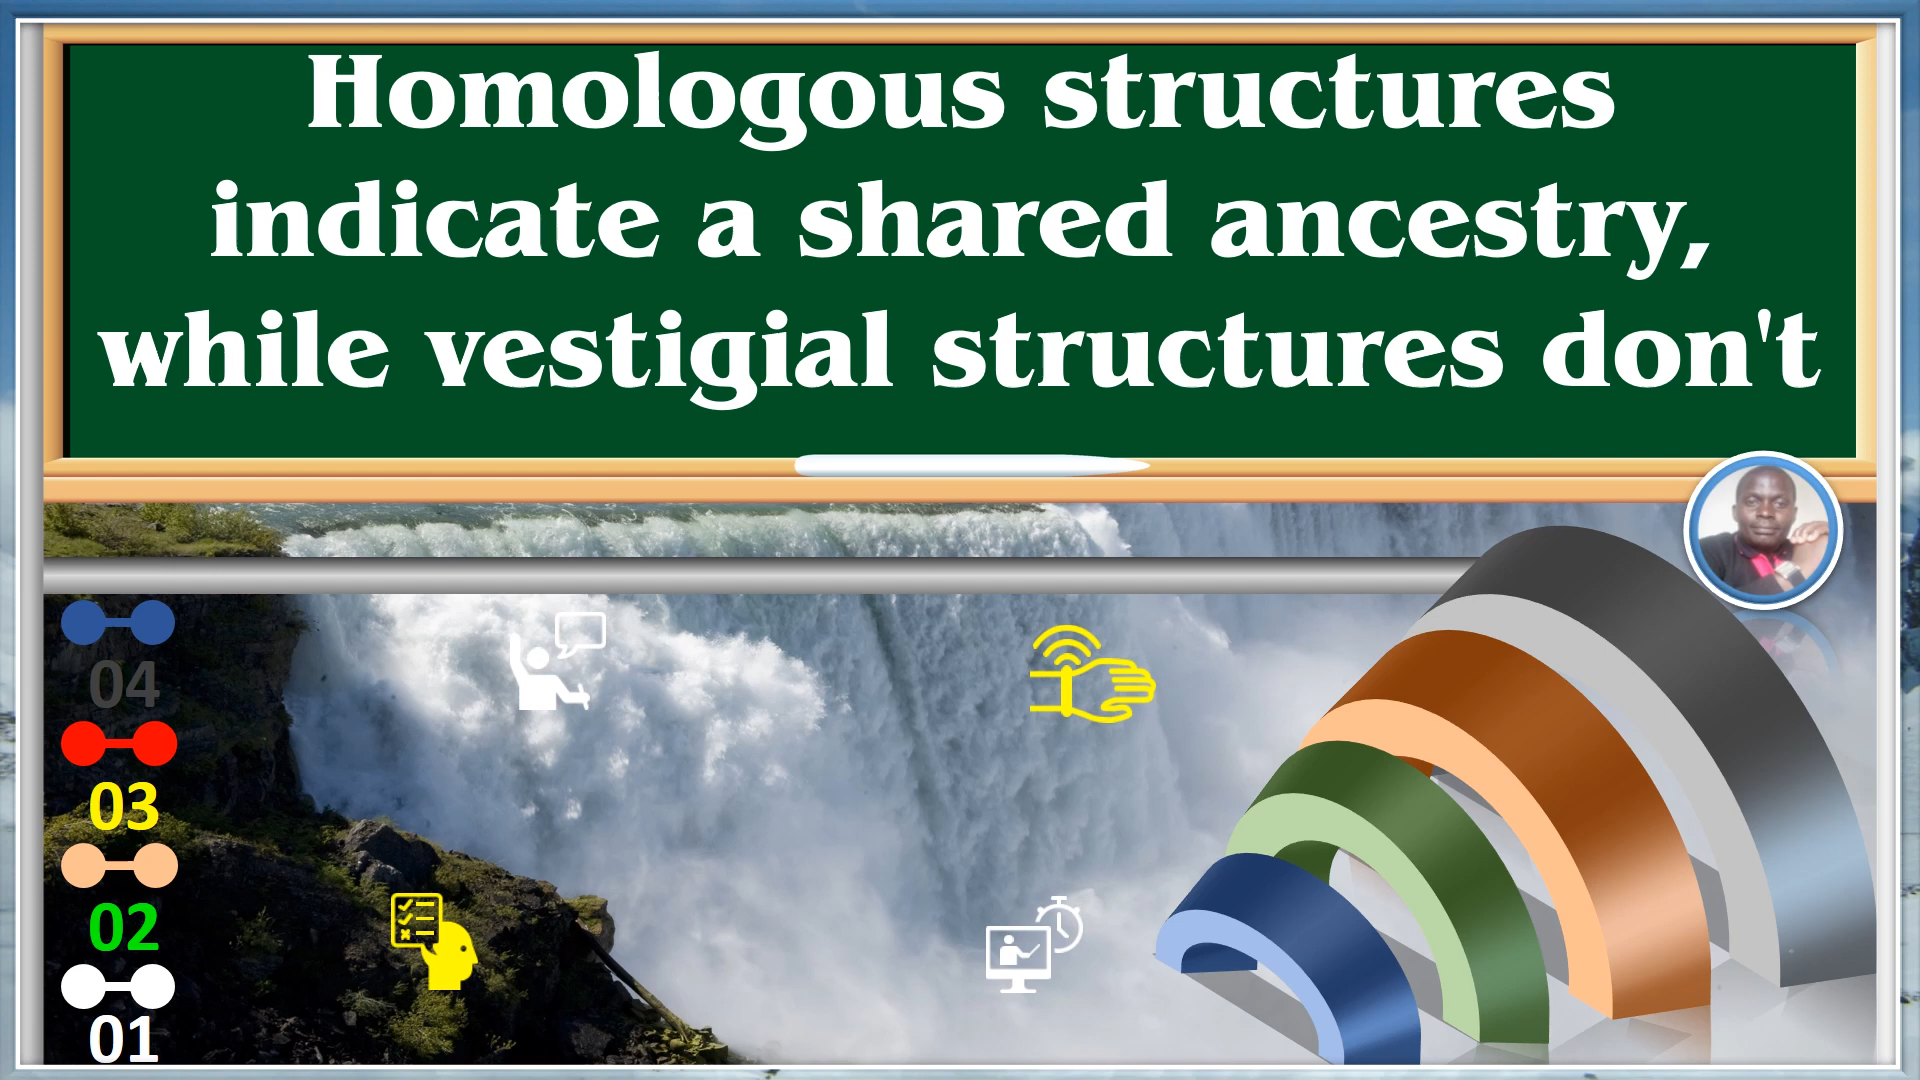 Homologous structures
indicate a shared ancestry,
while vestigial structures don't
04
03
02
01